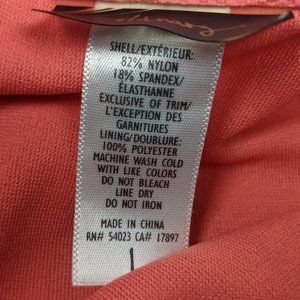 SHELL/EXTÉRIEUR:
82% NYLON
18% SPANDEX/
ÉLASTHANNE
EXCLUSIVE OF TRIM/
L'EXCEPTION DES
GARNITURES
LINING/DOUBLURE:
100% POLYESTER
MACHINE WASH COLD
WITH LIKE COLORS
DO NOT BLEACH
LINE DRY
DO NOT IRON
MADE IN CHINA
RN# 54023 CA# 17897